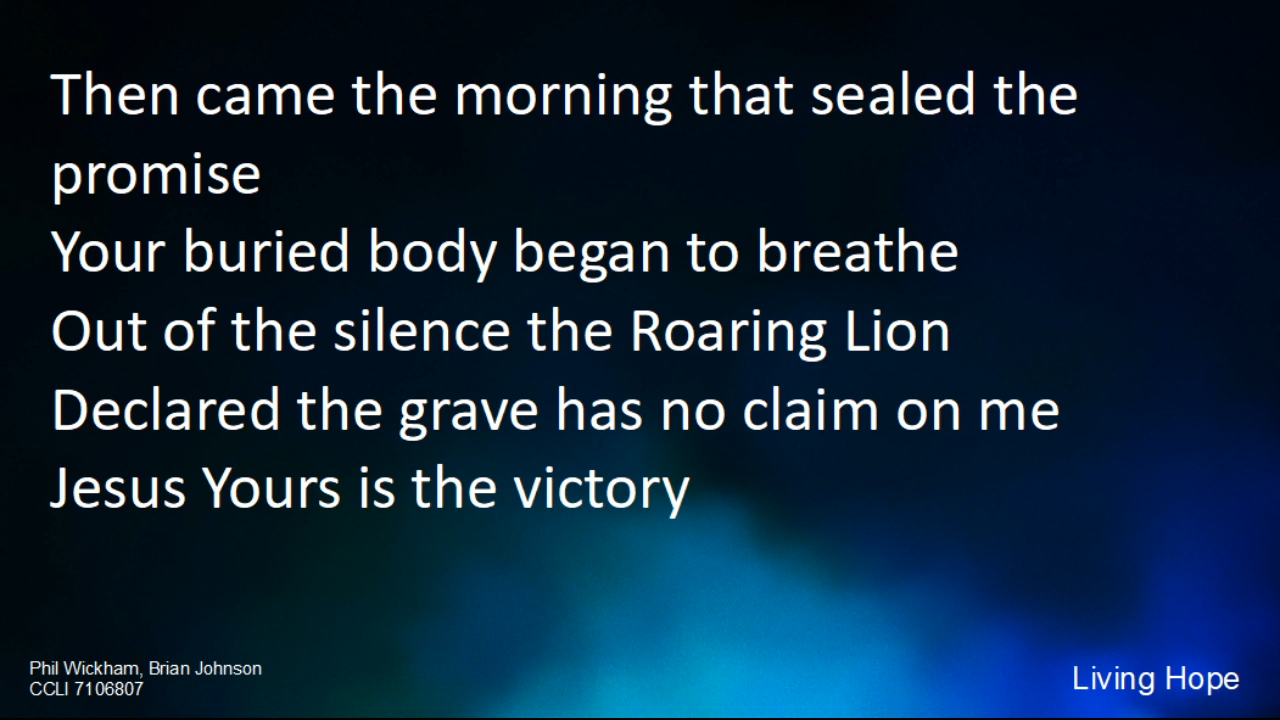 Then came the morning that sealed the
promise
Your buried body began to breathe
Out of the silence the Roaring Lion
Declared the grave has no claim on me
Jesus Yours is the victory
Phil Wickham, Brian Johnson
CCLI 7106807
Living Hope